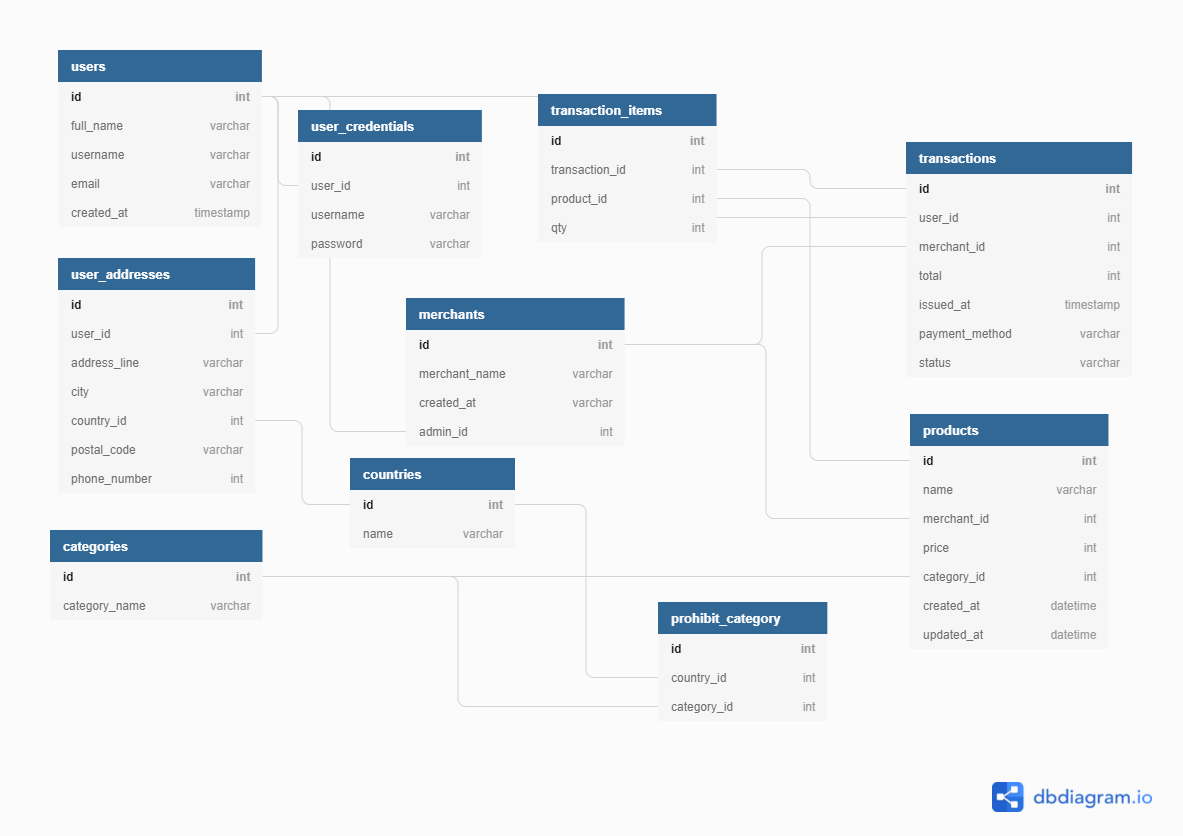 users
id int
full_name varchar
username varchar
email varchar
created_at timestamp
user_credentials
id int
user_id int
username varchar
password varchar
transaction_items
id int
transaction_id int
product_id int
qty int
transactions
id int
user_id int
merchant_id int
total int
issued_at timestamp
payment_method varchar
status varchar
user_addresses
id int
user_id int
address_line varchar
city varchar
country_id int
postal_code varchar
phone_number int
merchants
id int
merchant_name varchar
created_at varchar
admin_id int
products
id int
name varchar
merchant_id int
price int
category_id int
created_at datetime
updated_at datetime
countries
id int
name varchar
categories
id int
category_name varchar
prohibit_category
id int
country_id int
category_id int
dbdiagram.io